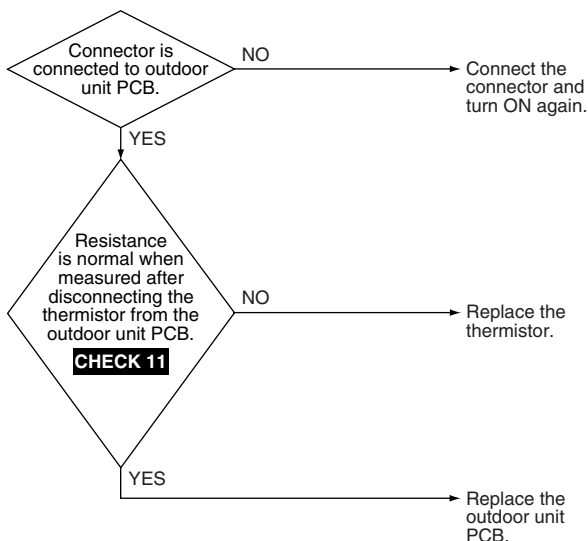 Connector is
connected to outdoor
unit PCB.
NO
Connect the
connector and
turn ON again.
YES
Resistance
is normal when
measured after
disconnecting the
thermistor from the
outdoor unit PCB.
CHECK 11
NO
Replace the
thermistor.
YES
Replace the
outdoor unit
PCB.